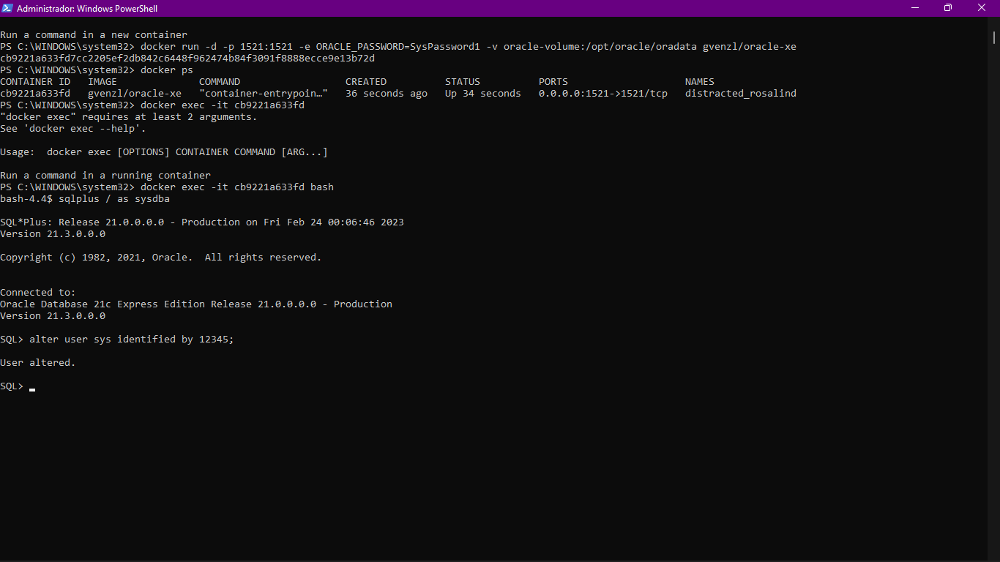 Administrador: Windows PowerShell
Run a command in a new container
PS C:\WINDOWS\system32> docker run -d -p 1521:1521 -e ORACLE_PASSWORD=SysPassword1 -v oracle-volume:/opt/oracle/oradata gvenzl/oracle-xe
cb9221a633fd7cc2205ef2db842c6448f962474b84f3091f8888ecce9e13b72d
PS C:\WINDOWS\system32> docker ps
CONTAINER ID   IMAGE              COMMAND                  CREATED          STATUS          PORTS                    NAMES
cb9221a633fd   gvenzl/oracle-xe   "container-entrypoin…"   36 seconds ago   Up 34 seconds   0.0.0.0:1521->1521/tcp   distracted_rosalind
PS C:\WINDOWS\system32> docker exec -it cb9221a633fd
"docker exec" requires at least 2 arguments.
See 'docker exec --help'.
Usage:  docker exec [OPTIONS] CONTAINER COMMAND [ARG...]
Run a command in a running container
PS C:\WINDOWS\system32> docker exec -it cb9221a633fd bash
bash-4.4$ sqlplus / as sysdba
SQL*Plus: Release 21.0.0.0.0 - Production on Fri Feb 24 00:06:46 2023
Version 21.3.0.0.0
Copyright (c) 1982, 2021, Oracle.  All rights reserved.
Connected to:
Oracle Database 21c Express Edition Release 21.0.0.0.0 - Production
Version 21.3.0.0.0
SQL> alter user sys identified by 12345;
User altered.
SQL>